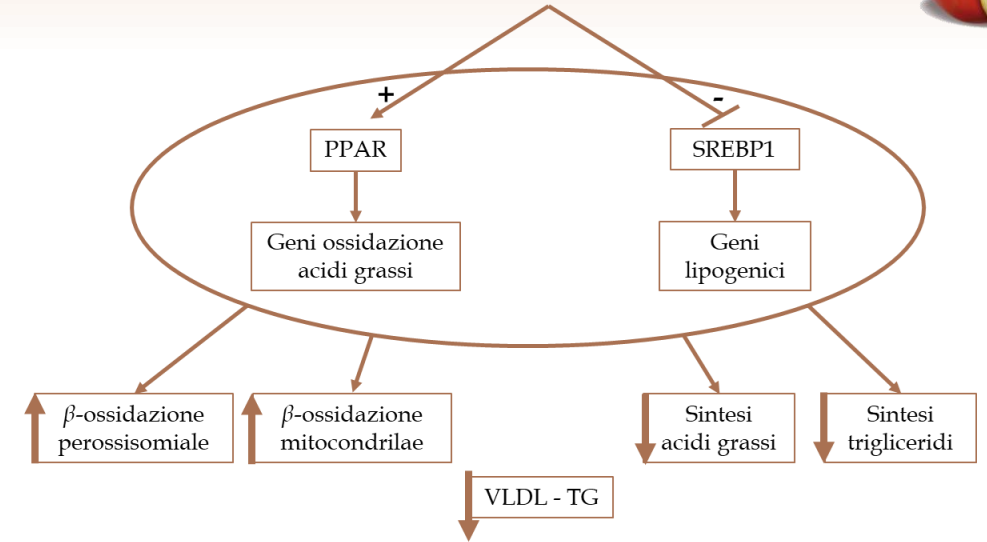 +
-
PPAR
SREBP1
Geni ossidazione
acidi grassi
Geni
lipogenici
β-ossidazione
perossisomiale
β-ossidazione
mitocondrilae
Sintesi
acidi grassi
Sintesi
trigliceridi
VLDL - TG